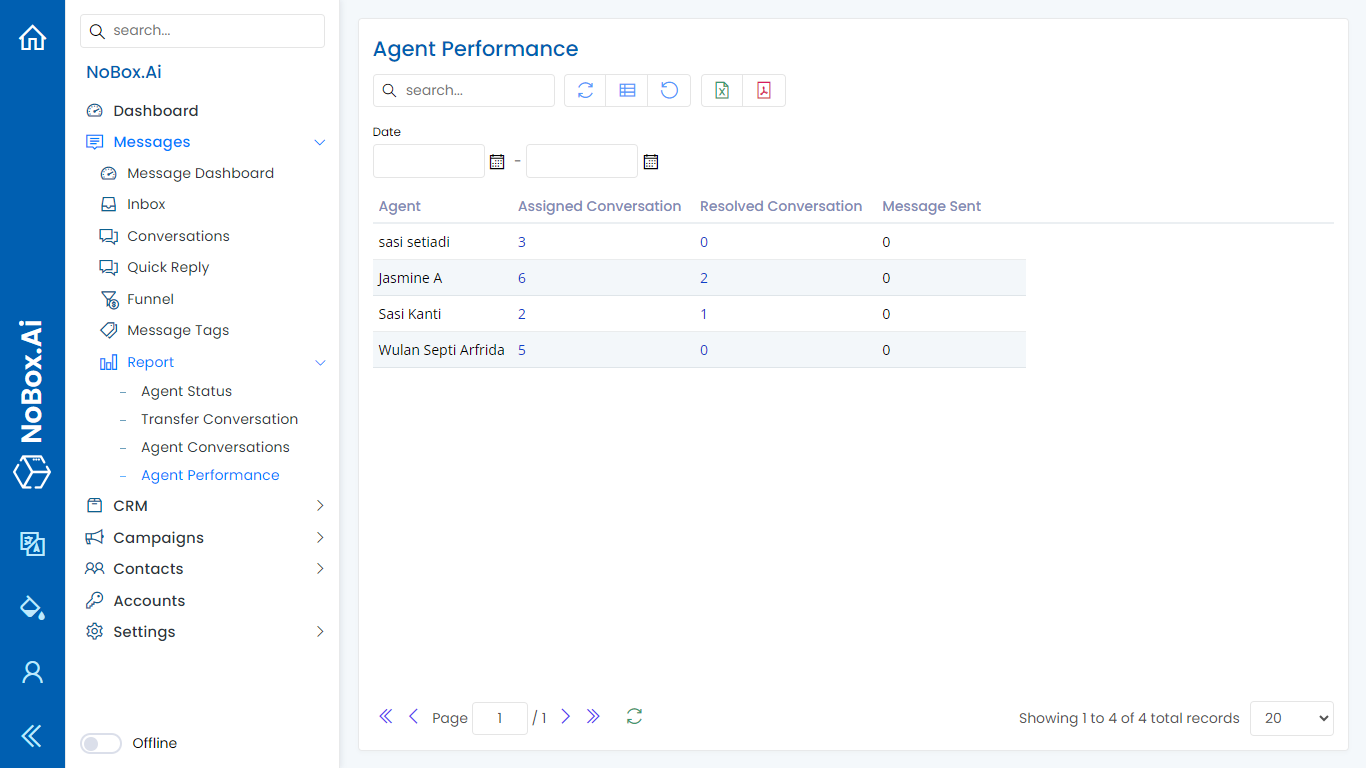 NoBox.Ai
search...
NoBox.Ai
Dashboard
Messages
Message Dashboard
Inbox
Conversations
Quick Reply
Funnel
Message Tags
Report
– Agent Status
– Transfer Conversation
– Agent Conversations
– Agent Performance
CRM
Campaigns
Contacts
Accounts
Settings
Offline
Agent Performance
search...
Date
–
Agent Assigned Conversation Resolved Conversation Message Sent
sasi setiadi 3 0 0
Jasmine A 6 2 0
Sasi Kanti 2 1 0
Wulan Septi Arfrida 5 0 0
Page 1 / 1 Showing 1 to 4 of 4 total records 20